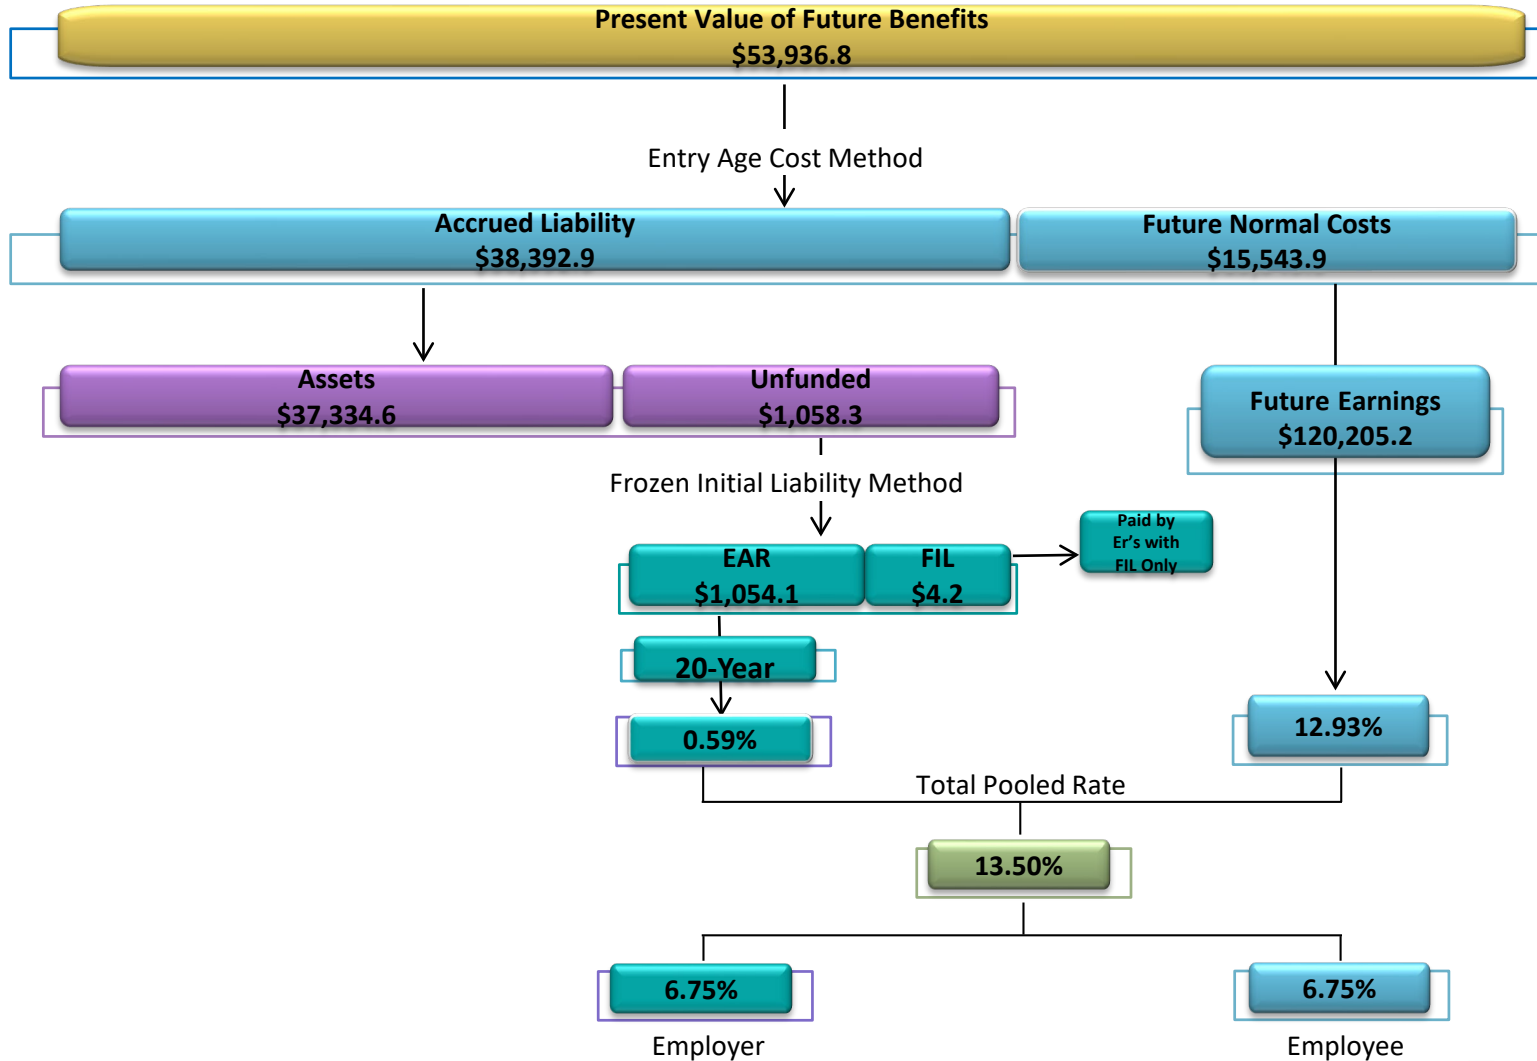 Present Value of Future Benefits
$53,936.8
Entry Age Cost Method
Accrued Liability
$38,392.9
Future Normal Costs
$15,543.9
Assets
$37,334.6
Unfunded
$1,058.3
Future Earnings
$120,205.2
Frozen Initial Liability Method
EAR
$1,054.1
FIL
$4.2
Paid by
Er's with
FIL Only
20-Year
0.59%
12.93%
Total Pooled Rate
13.50%
6.75%
Employer
6.75%
Employee